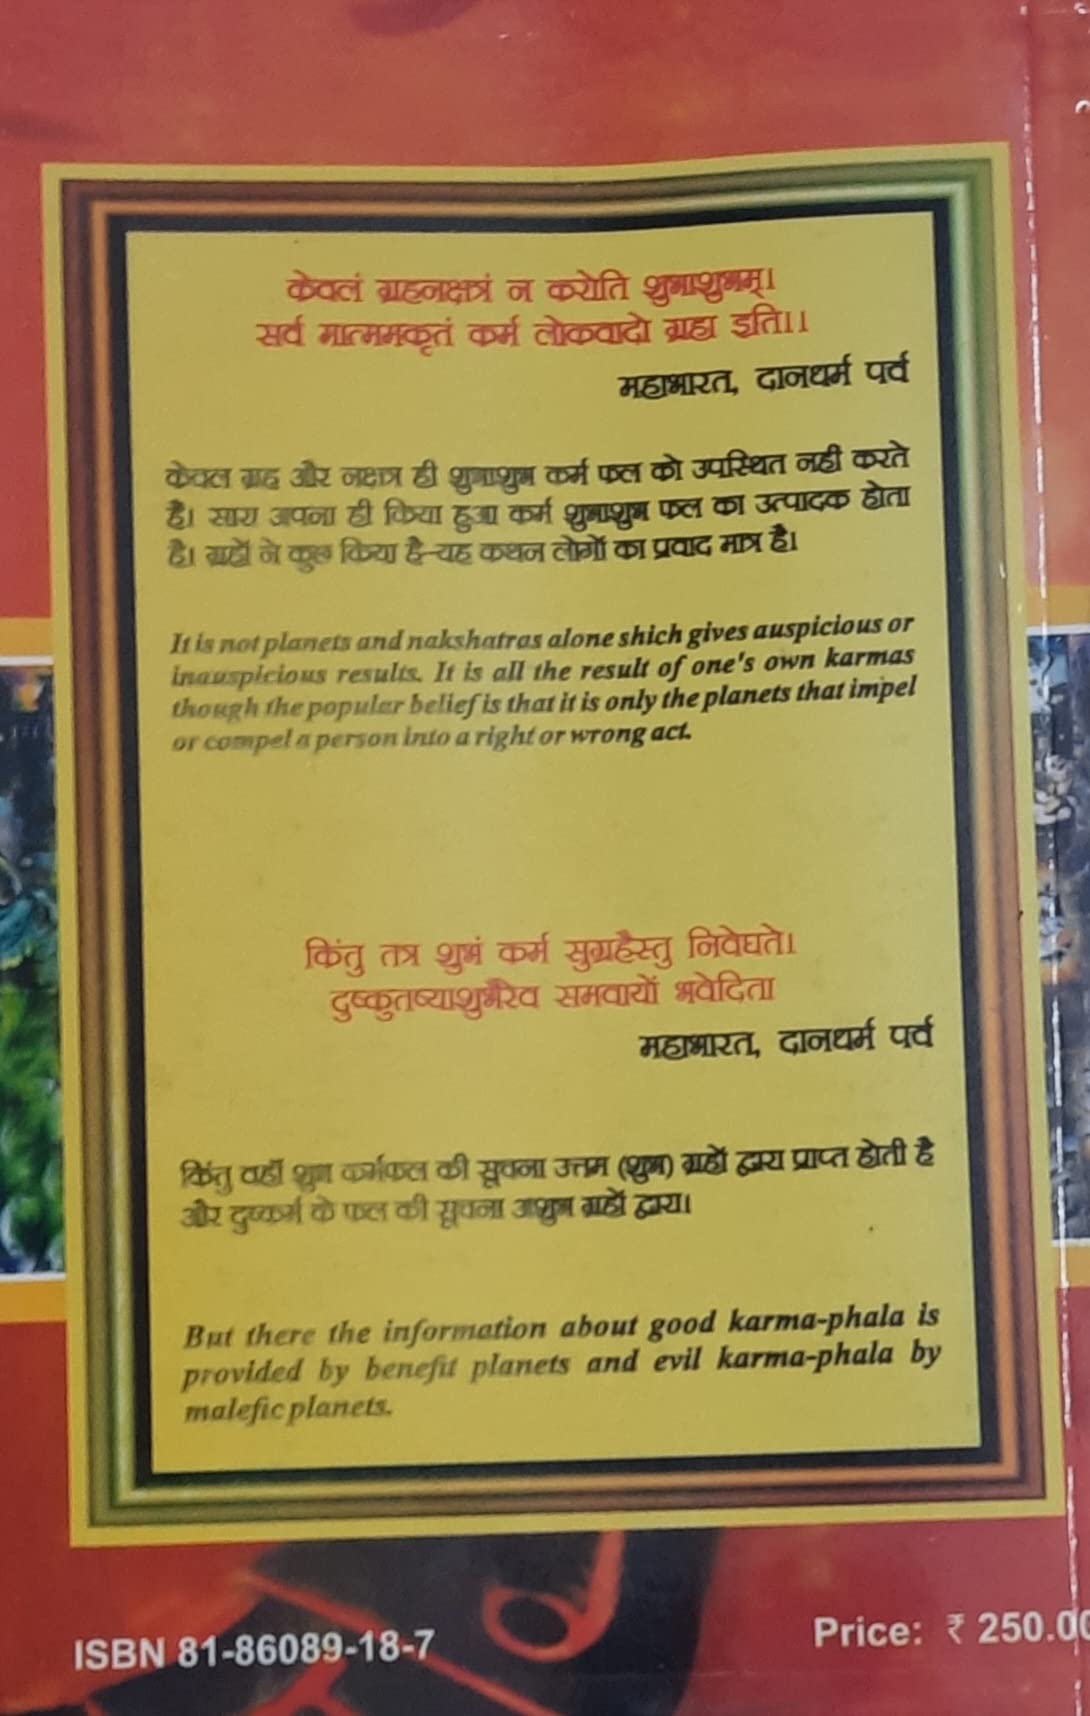 केवलं ग्रहनक्षत्रं न करोति शुभाशुभम्।
सर्व मात्ममकृतं कर्म लोकवादो ग्रहा इति।।
महाभारत, दानधर्म पर्व
केवल ग्रह और नक्षत्र ही शुभाशुभ कर्म फल को उपस्थित नही करते
है। सारा अपना ही किया हुआ कर्म शुभाशुभ फल का उत्पादक होता
है। ग्रहों ने कुछ किया है-यह कथन लोगों का प्रवाद मात्र है।
It is not planets and nakshatras alone shich gives auspicious or
inauspicious results. It is all the result of one's own karmas
though the popular belief is that it is only the planets that impel
or compel a person into a right or wrong act.
किंतु तत्र शुभं कर्म सुग्रहैस्तु निवेघते।
दुष्कुतष्याशुभैरेव समवायों भवेदिता
महाभारत, दानधर्म पर्व
किंतु वहाँ शुभ कर्मफल की सूचना उत्तम (शुभ) ग्रहों द्वारा प्राप्त होती है
और दुष्कर्म के फल की सूचना अशुभ ग्रहों द्वारा।
But there the information about good karma-phala is
provided by benefit planets and evil karma-phala by
malefic planets.
ISBN 81-86089-18-7
Price: ₹ 250.00